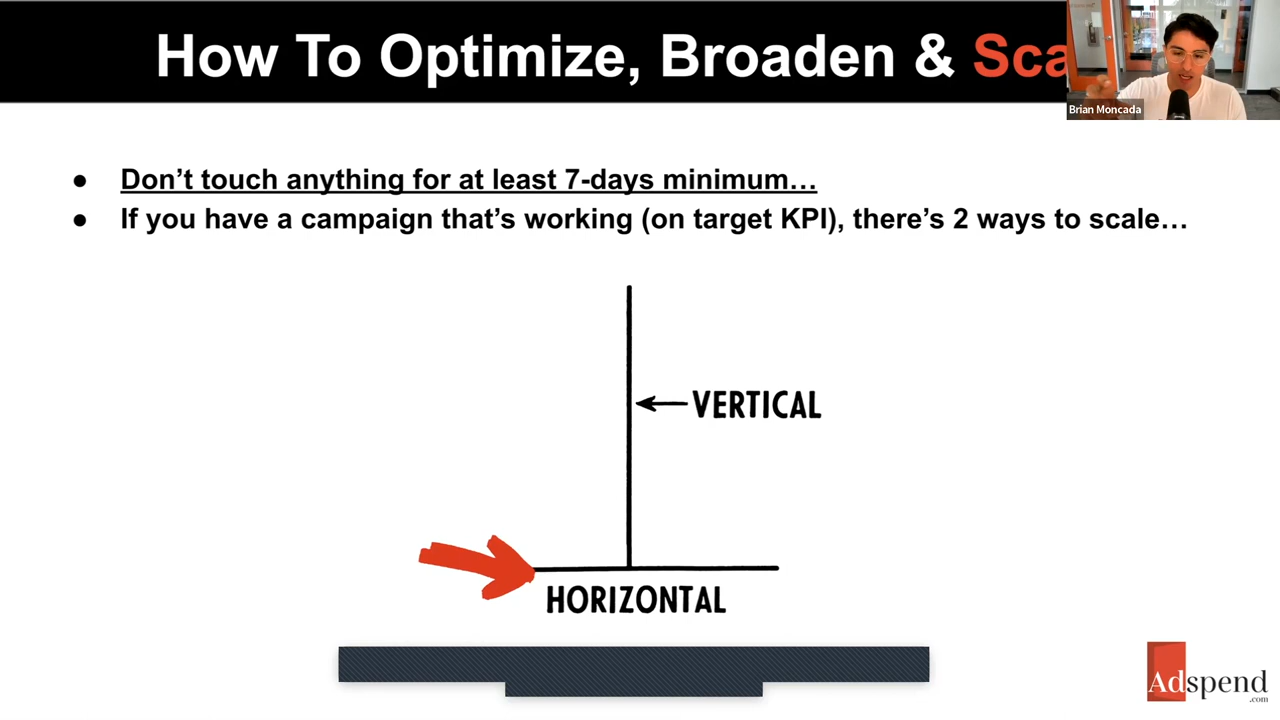 How To Optimize, Broaden & Sca
Brian Moncada
● Don’t touch anything for at least 7-days minimum…
● If you have a campaign that’s working (on target KPI), there’s 2 ways to scale…
VERTICAL
HORIZONTAL
Adspend
.com